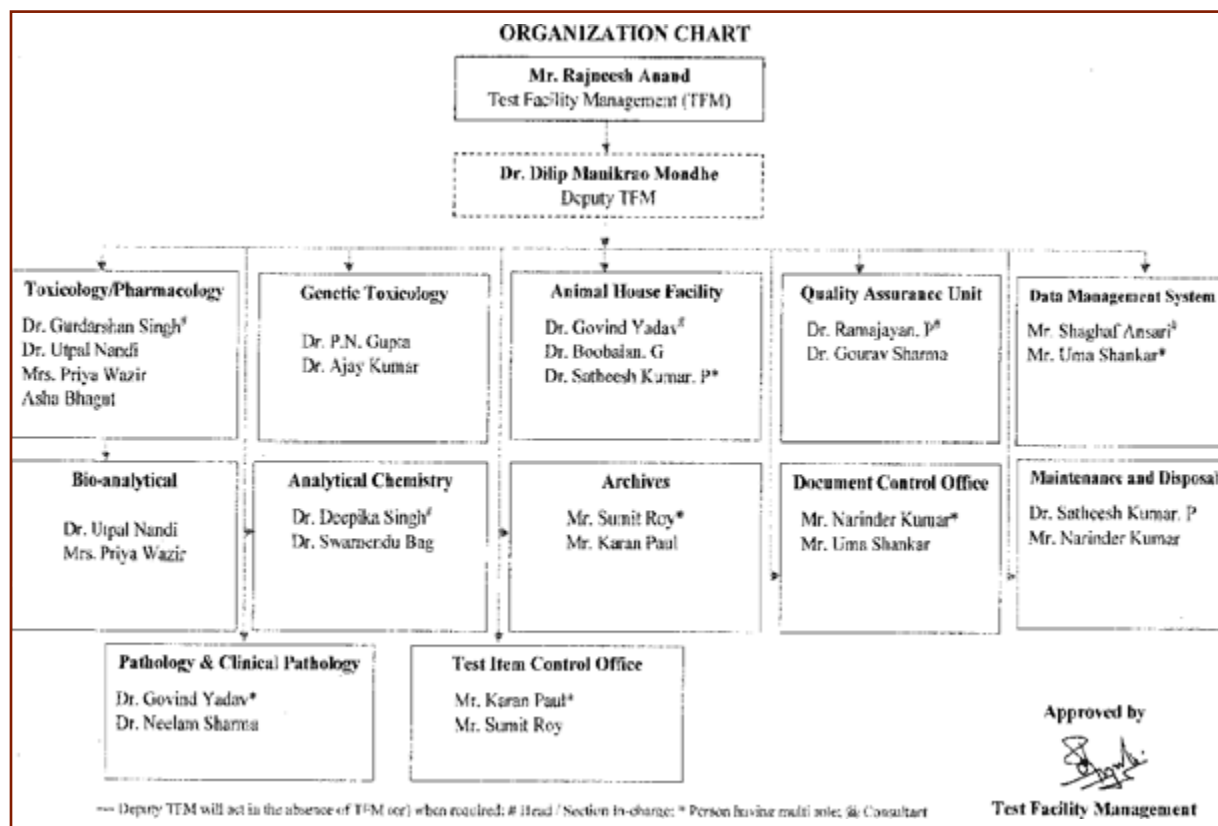 ORGANIZATION CHART
Mr. Rajneesh Anand
Test Facility Management (TFM)
Dr. Dilip Manikrao Mondhe
Deputy TFM
Toxicology/Pharmacology
Dr. Gurdarshan Singh#
Dr. Utpal Nandi
Mrs. Priya Wazir
Asha Bhagat
Genetic Toxicology
Dr. P.N. Gupta
Dr. Ajay Kumar
Animal House Facility
Dr. Govind Yadav#
Dr. Boobalan. G
Dr. Satheesh Kumar. P*
Quality Assurance Unit
Dr. Ramajayan. P#
Dr. Gourav Sharma
Data Management System
Mr. Shaghaf Ansari
Mr. Uma Shankar*
Bio-analytical
Dr. Utpal Nandi
Mrs. Priya Wazir
Analytical Chemistry
Dr. Deepika Singh#
Dr. Swarnendu Bag
Archives
Mr. Sumit Roy*
Mr. Karan Paul
Document Control Office
Mr. Narinder Kumar*
Mr. Uma Shankar
Maintenance and Disposal
Dr. Satheesh Kumar. P
Mr. Narinder Kumar
Pathology & Clinical Pathology
Dr. Govind Yadav*
Dr. Neelam Sharma
Test Item Control Office
Mr. Karan Paul*
Mr. Sumit Roy
Approved by
--- Deputy TFM will act in the absence of TFM (or) when required; # Head / Section in-charge; * Person having multi role; @ Consultant
Test Facility Management